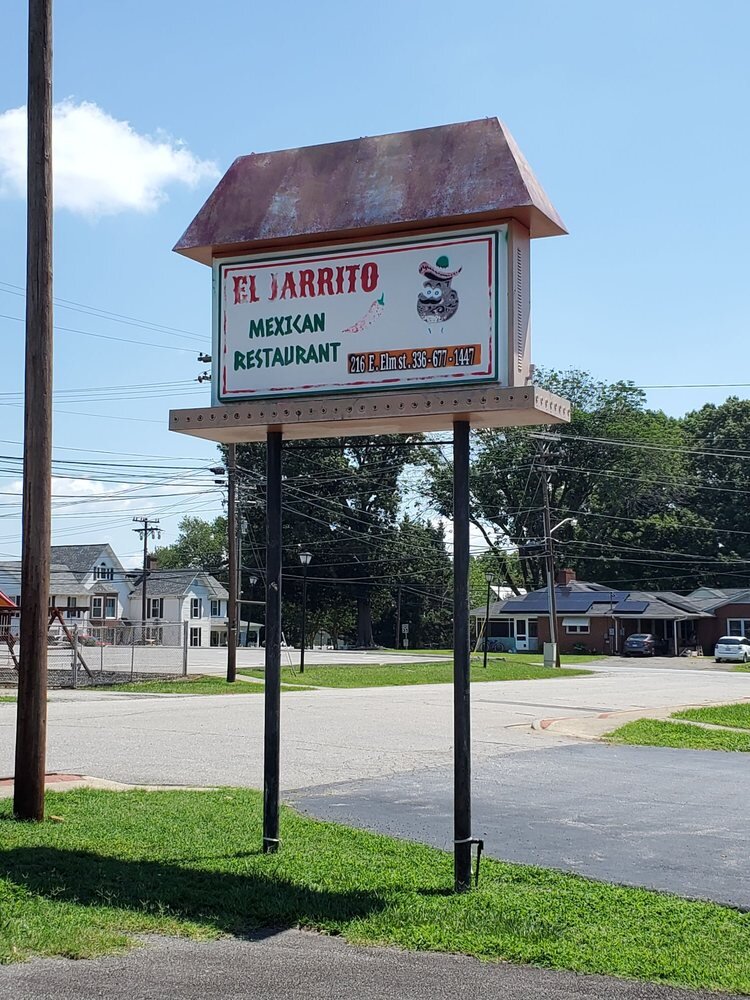 EL JARRITO
MEXICAN
RESTAURANT
216 E. Elm st. 336-677-1447